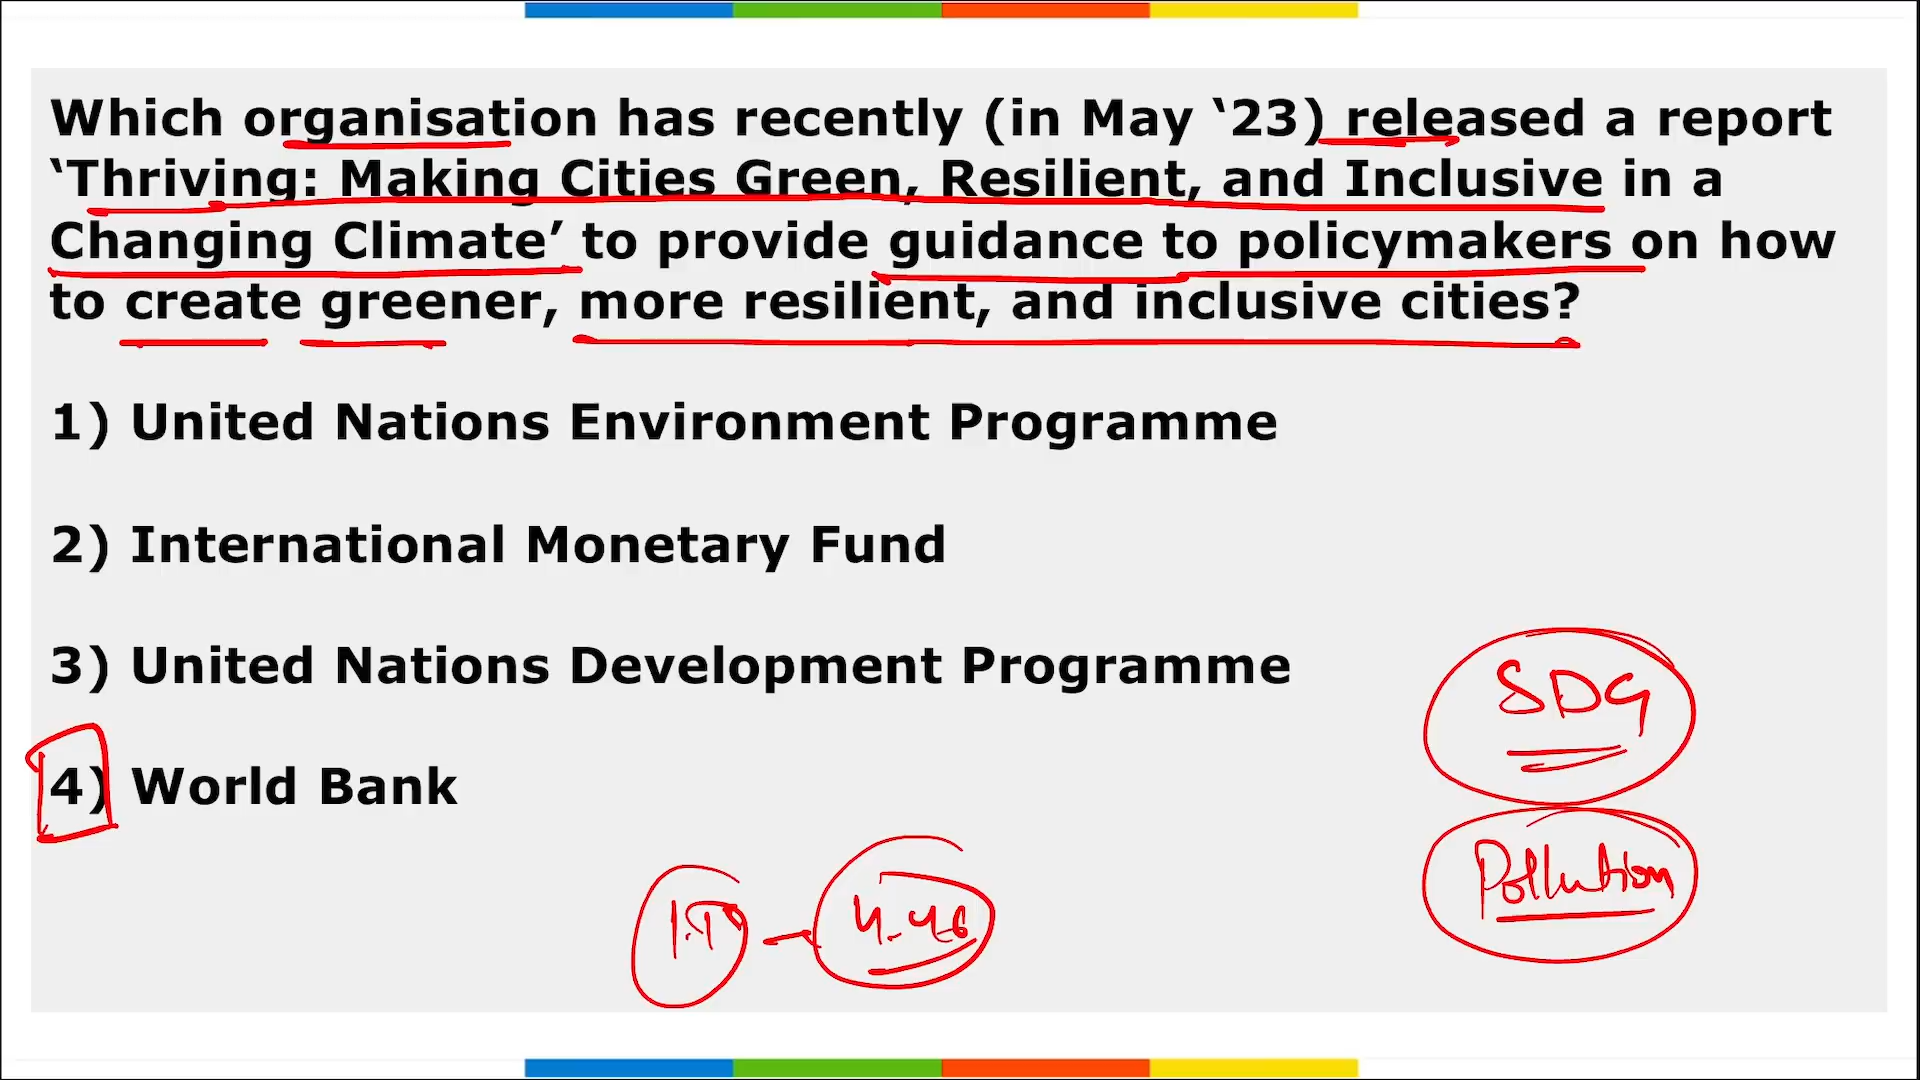 Which organisation has recently (in May ‘23) released a report
‘Thriving: Making Cities Green, Resilient, and Inclusive in a
Changing Climate’ to provide guidance to policymakers on how
to create greener, more resilient, and inclusive cities?
1) United Nations Environment Programme
2) International Monetary Fund
3) United Nations Development Programme
SDG
4) World Bank
Pollution